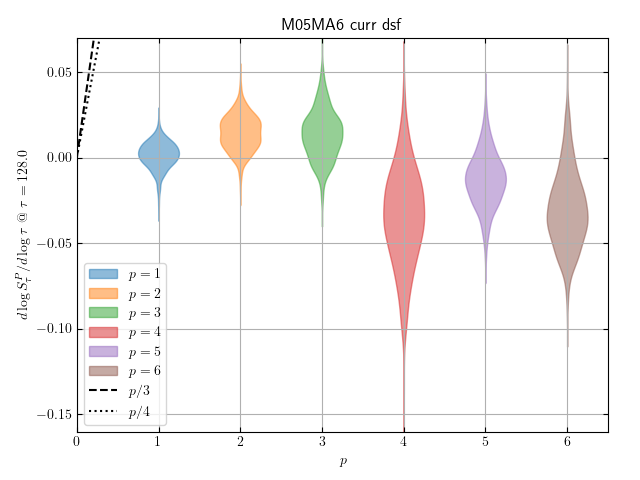 M05MA6 curr dsf
d log S_τ^P / d log τ @ τ = 128.0
0.05
0.00
−0.05
−0.10
−0.15
p = 1
p = 2
p = 3
p = 4
p = 5
p = 6
p/3
p/4
0 1 2 3 4 5 6
p